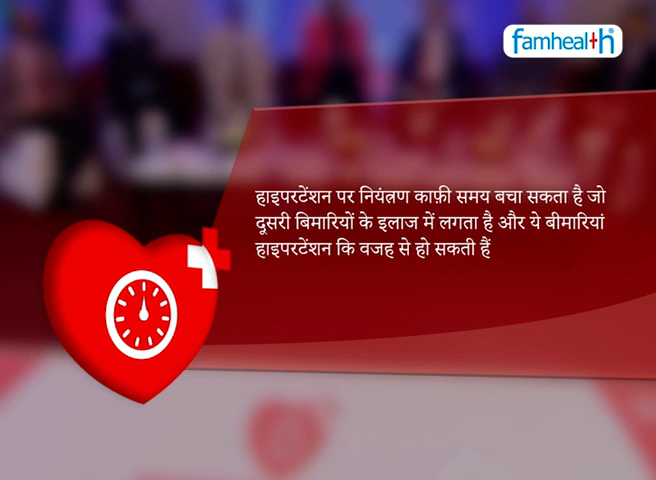 famhealth®
हाइपरटेंशन पर नियंत्रण काफ़ी समय बचा सकता है जो
दूसरी बिमारियों के इलाज में लगता है और ये बीमारियां
हाइपरटेंशन कि वजह से हो सकती हैं